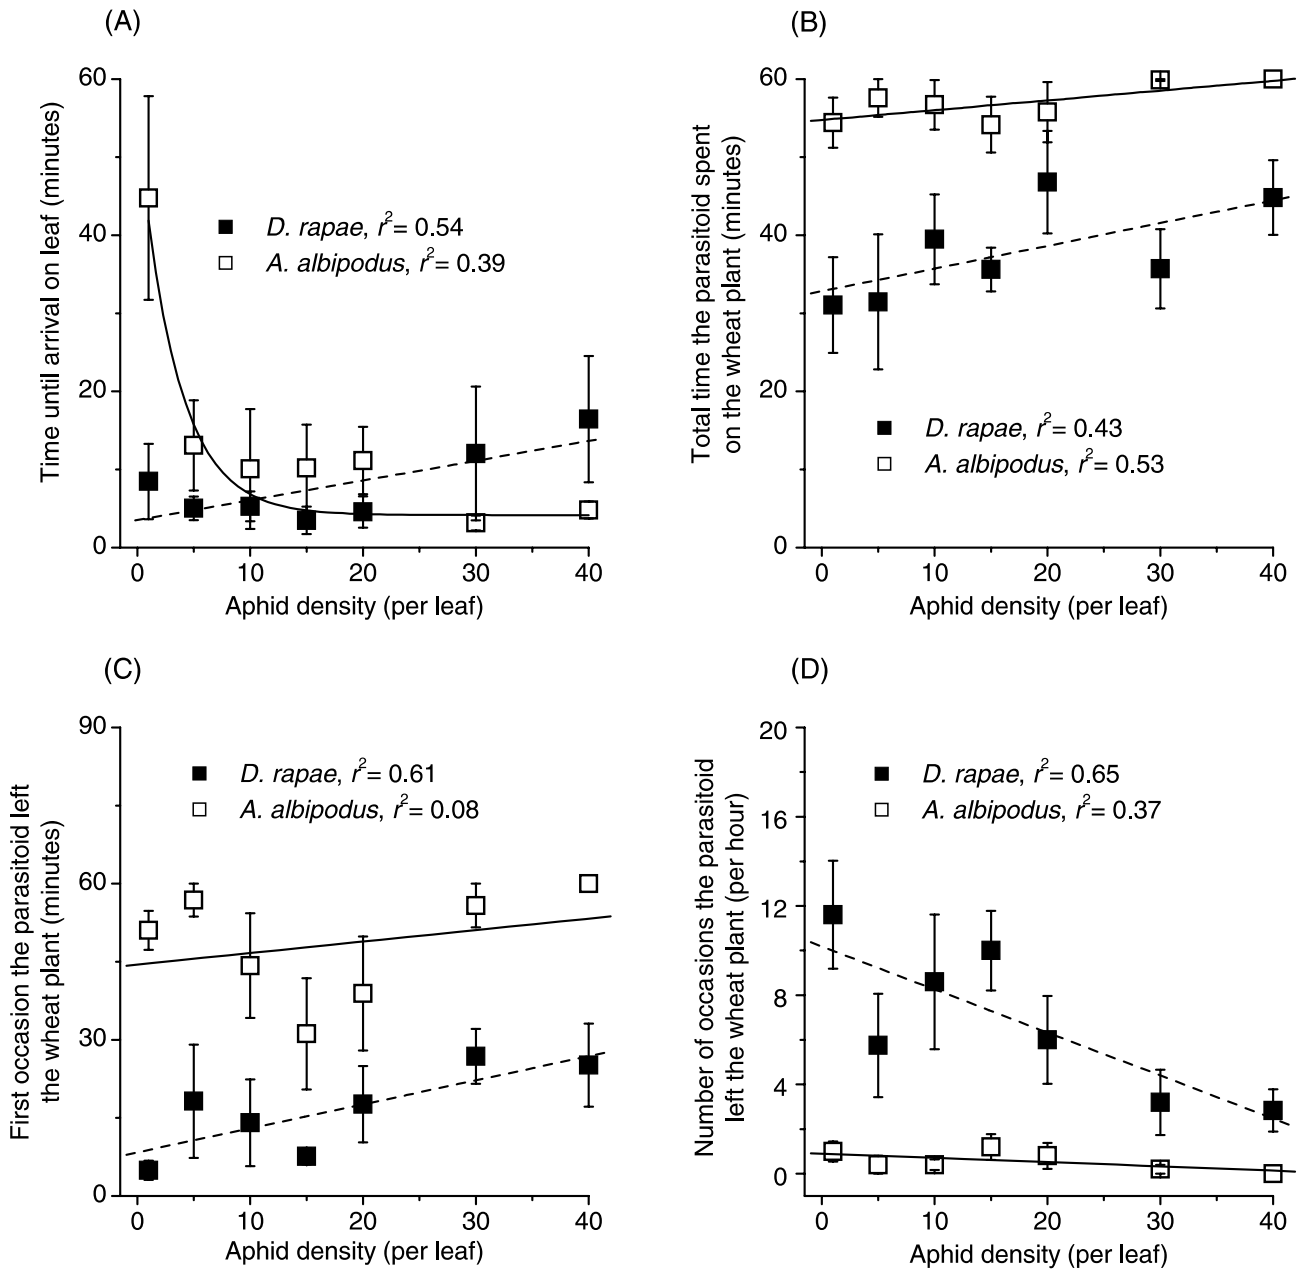 (A)
Time until arrival on leaf (minutes)
60
40
20
0
D. rapae, r²= 0.54
A. albipodus, r²= 0.39
0 10 20 30 40
Aphid density (per leaf)
(B)
Total time the parasitoid spent
on the wheat plant (minutes)
60
40
20
0
D. rapae, r²= 0.43
A. albipodus, r²= 0.53
0 10 20 30 40
Aphid density (per leaf)
(C)
First occasion the parasitoid left
the wheat plant (minutes)
90
60
30
0
D. rapae, r²= 0.61
A. albipodus, r²= 0.08
0 10 20 30 40
Aphid density (per leaf)
(D)
Number of occasions the parasitoid
left the wheat plant (per hour)
20
16
12
8
4
0
D. rapae, r²= 0.65
A. albipodus, r²= 0.37
0 10 20 30 40
Aphid density (per leaf)